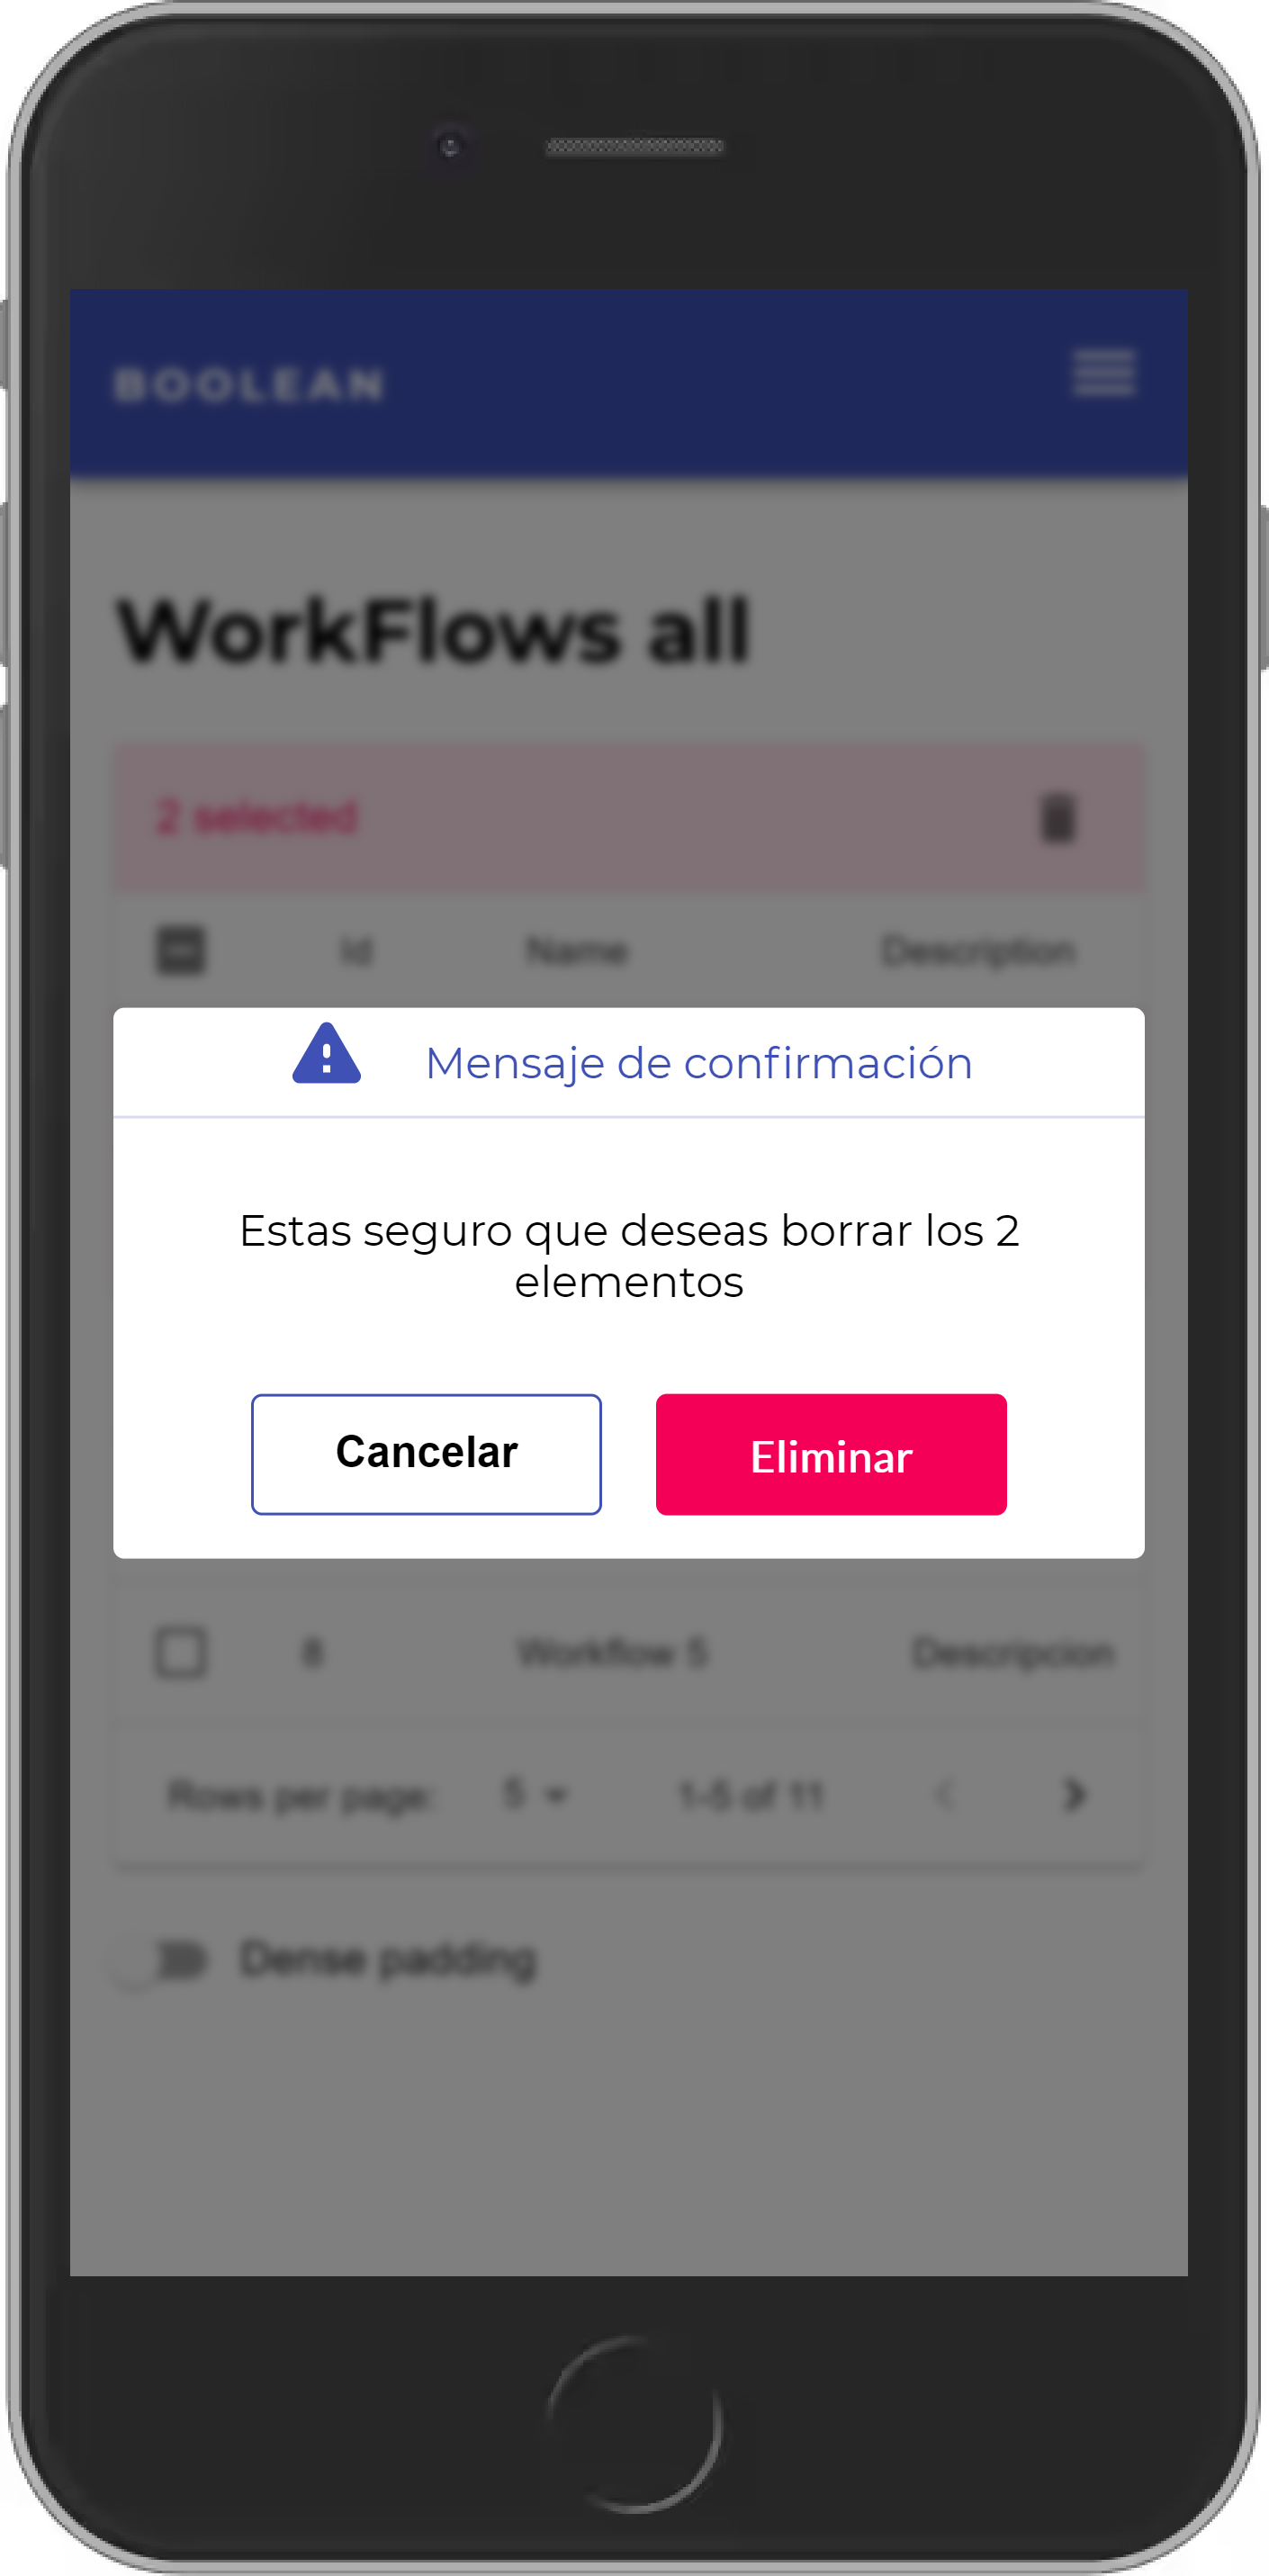 BOOLEAN
WorkFlows all
2 selected
Id Name Description
Mensaje de confirmación
Estas seguro que deseas borrar los 2
elementos
Cancelar Eliminar
8 Workflow 5 Descripcion
Rows per page: 5 1-5 of 11
Dense padding